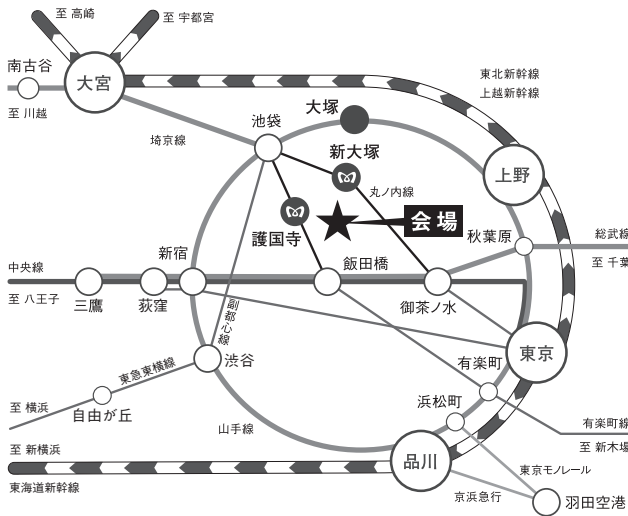 至 高崎
至 宇都宮
南古谷
大宮
至 川越
埼京線
東北新幹線
上越新幹線
池袋
大塚
新大塚
丸ノ内線
上野
護国寺
会場
秋葉原
総武線
至 千葉
新宿
飯田橋
中央線
至 八王子
三鷹
荻窪
御茶ノ水
副都心線
東京
渋谷
有楽町
東急東横線
自由が丘
至 横浜
浜松町
山手線
有楽町線
至 新木場
至 新横浜
品川
東海道新幹線
東京モノレール
京浜急行
羽田空港